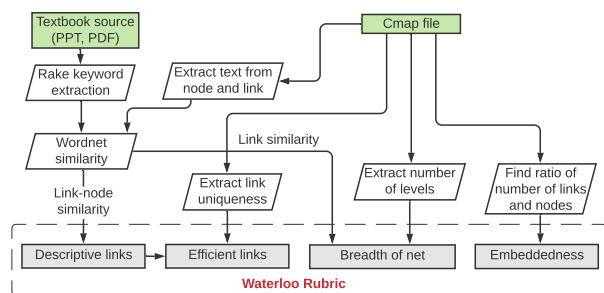 Textbook source
(PPT, PDF)
Cmap file
Rake keyword
extraction
Extract text from
node and link
Wordnet
similarity
Link similarity
Link-node
similarity
Extract link
uniqueness
Extract number
of levels
Find ratio of
number of links
and nodes
Descriptive links
Efficient links
Breadth of net
Embeddedness
Waterloo Rubric